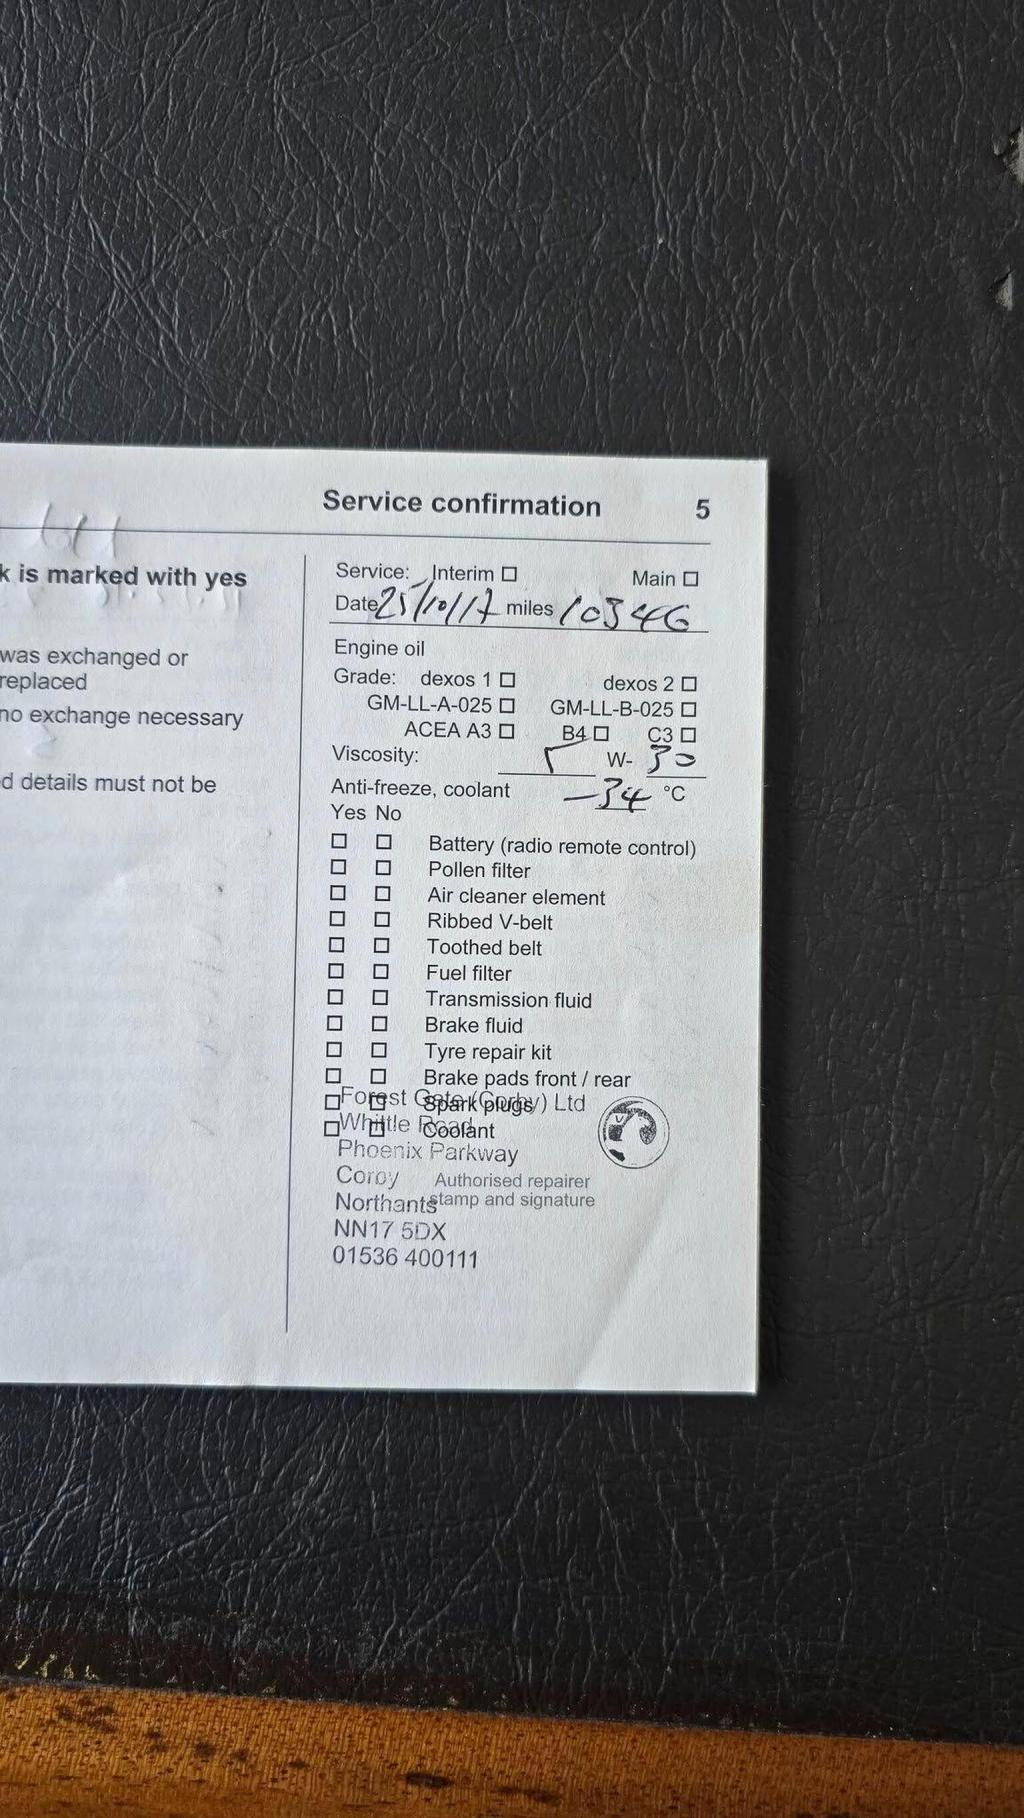 Service confirmation 5
k is marked with yes
was exchanged or
replaced
no exchange necessary
d details must not be
Service: Interim ☐ Main ☐
Date 25/10/17 miles 10346
Engine oil
Grade: dexos 1 ☐ dexos 2 ☐
GM-LL-A-025 ☐ GM-LL-B-025 ☐
ACEA A3 ☐ B4 ☐ C3 ☐
Viscosity: 5 W- 30
Anti-freeze, coolant -34 °C
Yes No
☐ ☐ Battery (radio remote control)
☐ ☐ Pollen filter
☐ ☐ Air cleaner element
☐ ☐ Ribbed V-belt
☐ ☐ Toothed belt
☐ ☐ Fuel filter
☐ ☐ Transmission fluid
☐ ☐ Brake fluid
☐ ☐ Tyre repair kit
☐ ☐ Brake pads front / rear
☐ ☐ Spark plugs
☐ ☐ Coolant
Forest Gate (Corby) Ltd
Whittle Road
Phoenix Parkway
Corby
Authorised repairer
stamp and signature
Northants
NN17 5DX
01536 400111